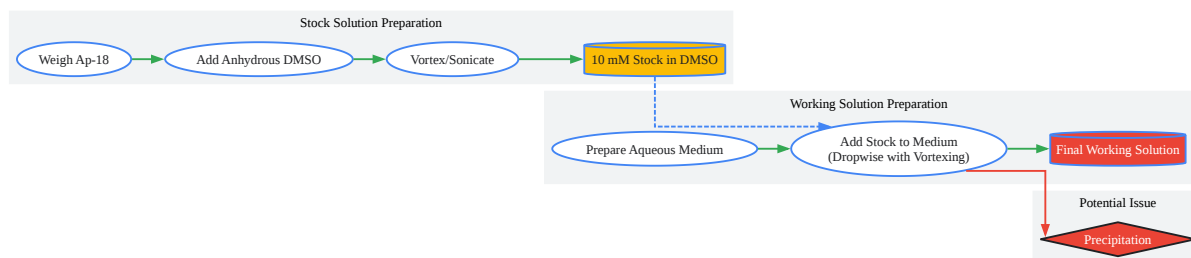 Stock Solution Preparation
Weigh Ap-18
Add Anhydrous DMSO
Vortex/Sonicate
10 mM Stock in DMSO
Working Solution Preparation
Prepare Aqueous Medium
Add Stock to Medium
(Dropwise with Vortexing)
Final Working Solution
Potential Issue
Precipitation